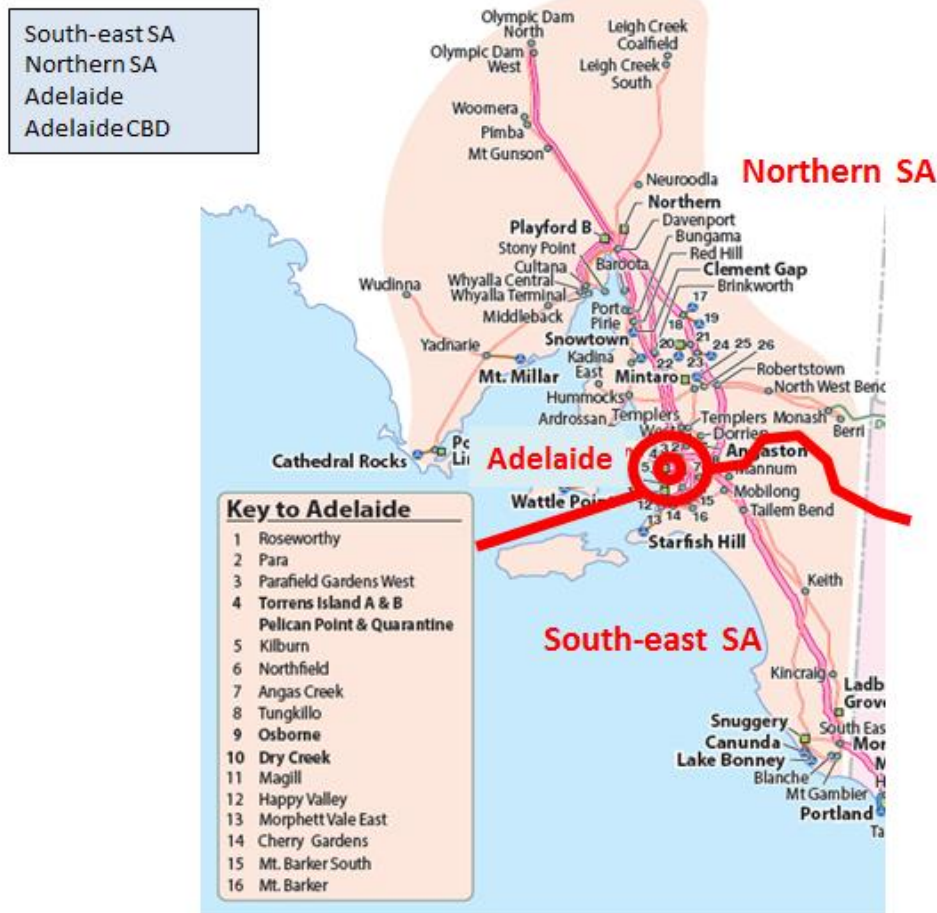 South-east SA
Northern SA
Adelaide
Adelaide CBD
Olympic Dam
North
Olympic Dam
West
Leigh Creek
Coalfield
Leigh Creek
South
Woomera
Pimba
Mt Gunson
Northern SA
Neuroodla
Northern
Playford B
Davenport
Stony Point
Bungama
Cultana
Baroota
Red Hill
Whyalla Central
Clement Gap
Whyalla Terminal
Brinkworth
Wudinna
Middleback
Port
Pirie
17
18
19
Snowtown
20
21
Yadnarie
Kadina
East
22
23
24
25
26
Mt. Millar
Mintaro
Robertstown
North West Bend
Hummocks
Ardrossan
Templers
Templers
Monash
Berri
Adelaide
Angaston
Cathedral Rocks
Mannum
Wattle Point
Mobilong
Tailem Bend
12
13
14
15
16
Starfish Hill
Key to Adelaide
1 Roseworthy
2 Para
3 Parafield Gardens West
4 Torrens Island A & B
Pelican Point & Quarantine
5 Kilburn
6 Northfield
7 Angas Creek
8 Tungkillo
9 Osborne
10 Dry Creek
11 Magill
12 Happy Valley
13 Morphett Vale East
14 Cherry Gardens
15 Mt. Barker South
16 Mt. Barker
Keith
South-east SA
Kincraig
Ladb
Grov
Snuggery
South Eas
Canunda
Mor
Lake Bonney
M
Blanche
H
Mt Gambier
Portland
Ta